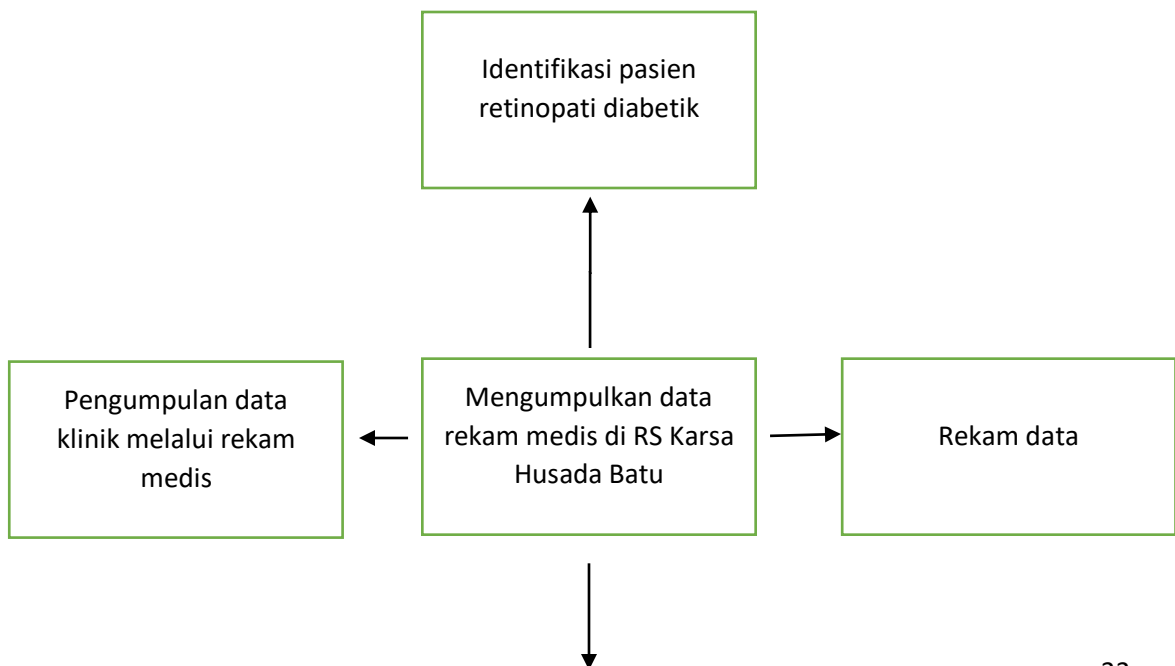 Identifikasi pasien
retinopati diabetik
Pengumpulan data
klinik melalui rekam
medis
Mengumpulkan data
rekam medis di RS Karsa
Husada Batu
Rekam data